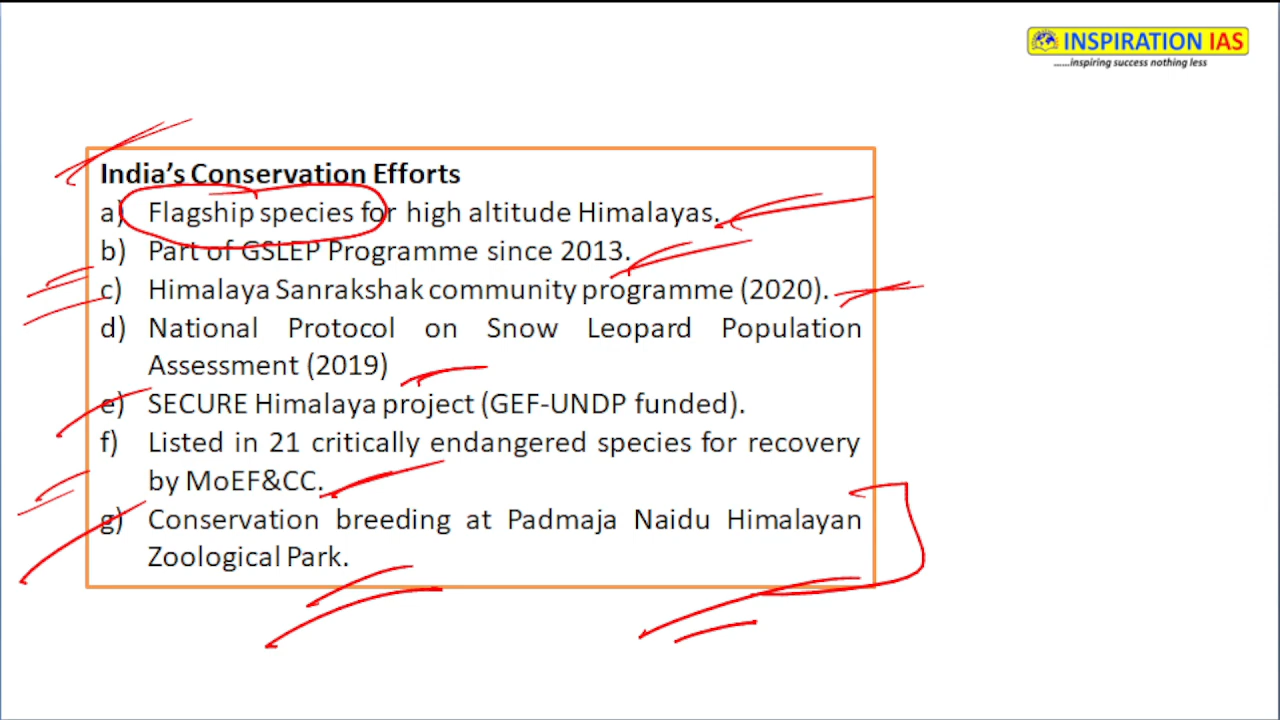 INSPIRATION IAS
......inspiring success nothing less
India's Conservation Efforts
a) Flagship species for high altitude Himalayas.
b) Part of GSLEP Programme since 2013.
c) Himalaya Sanrakshak community programme (2020).
d) National Protocol on Snow Leopard Population
Assessment (2019)
e) SECURE Himalaya project (GEF-UNDP funded).
f) Listed in 21 critically endangered species for recovery
by MoEF&CC.
g) Conservation breeding at Padmaja Naidu Himalayan
Zoological Park.